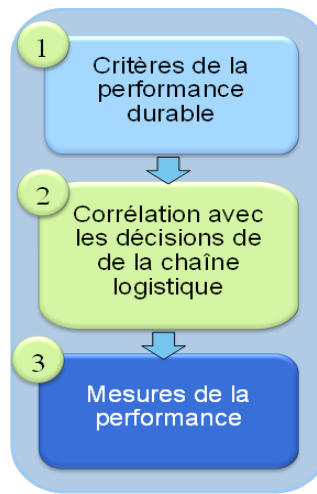 1
Critères de la
performance
durable
2
Corrélation avec
les décisions de
de la chaîne
logistique
3
Mesures de la
performance